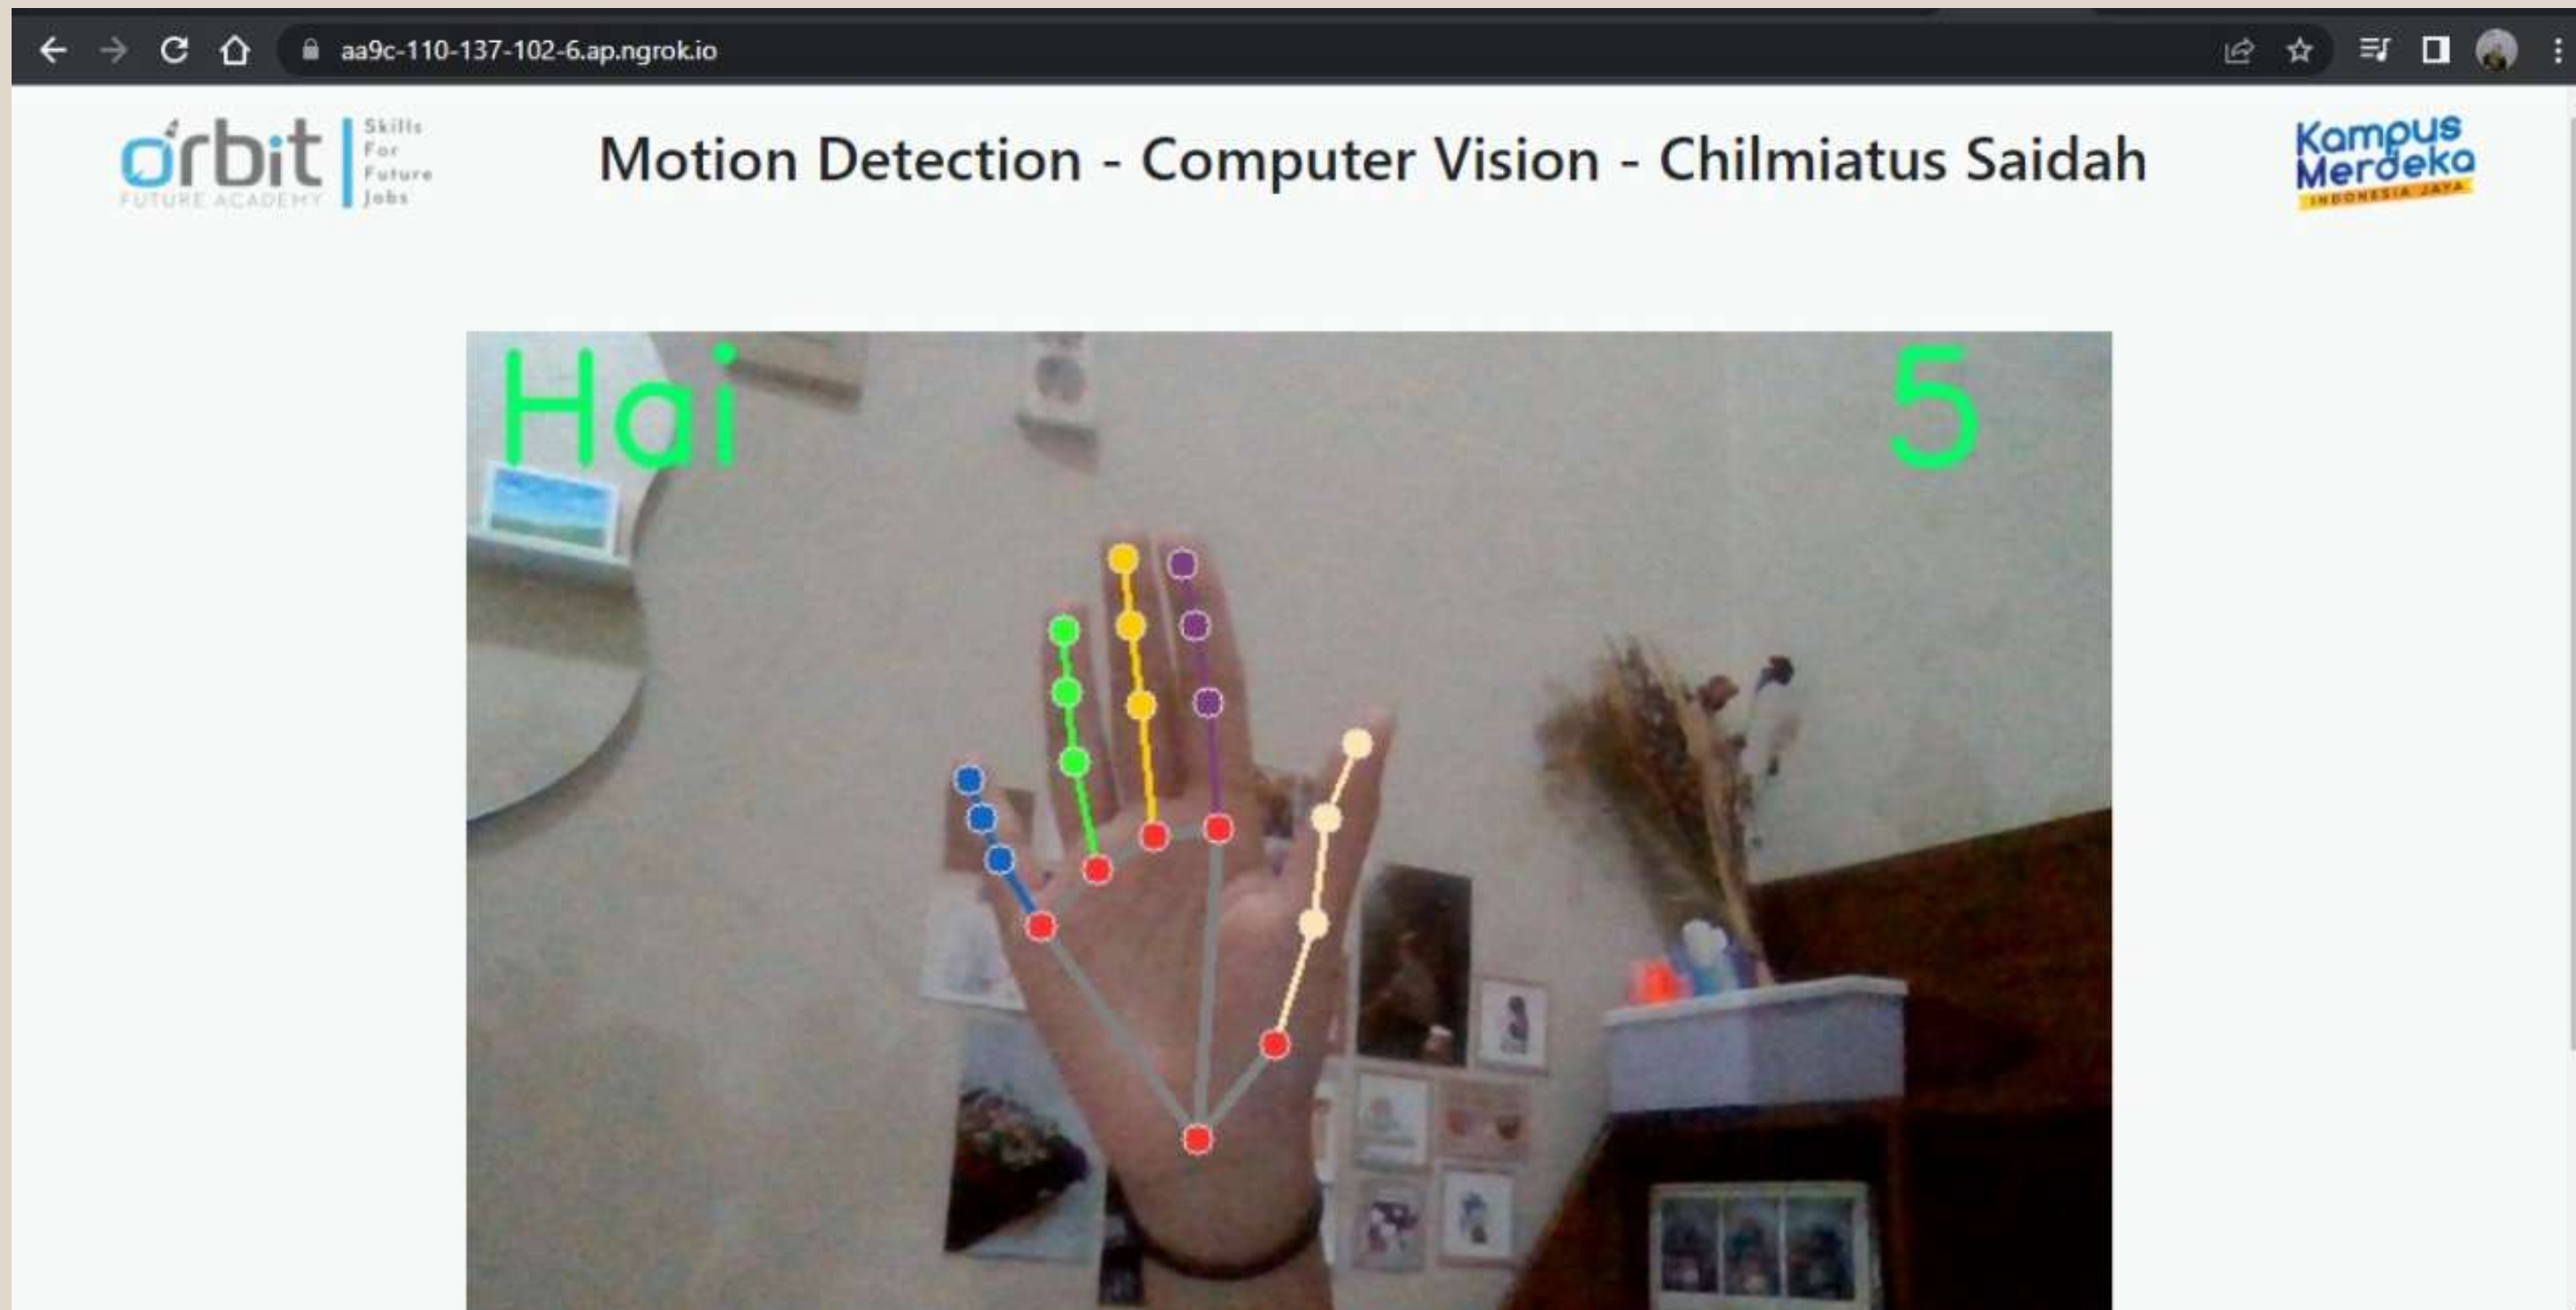 aa9c-110-137-102-6.ap.ngrok.io
orbit
FUTURE ACADEMY
Skills
For
Future
Jobs
Motion Detection - Computer Vision - Chilmiatus Saidah
Kampus
Merdeka
INDONESIA JAYA
Hai
5